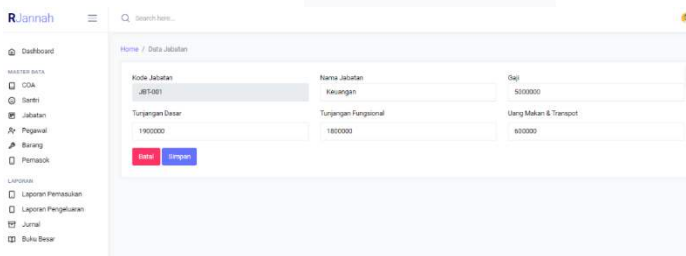 RJannah
Search here...
Dashboard
MASTER DATA
COA
Santri
Jabatan
Pegawai
Barang
Pemasok
LAPORAN
Laporan Pemasukan
Laporan Pengeluaran
Jurnal
Buku Besar
Home / Data Jabatan
Kode Jabatan
JBT-001
Nama Jabatan
Keuangan
Gaji
5000000
Tunjangan Dasar
1900000
Tunjangan Fungsional
1800000
Uang Makan & Transpot
600000
Batal Simpan